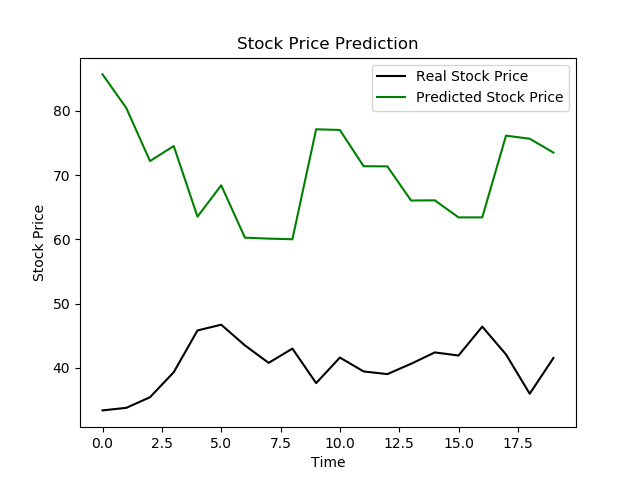 Stock Price Prediction
Real Stock Price
Predicted Stock Price
Stock Price
80
70
60
50
40
0.0 2.5 5.0 7.5 10.0 12.5 15.0 17.5
Time